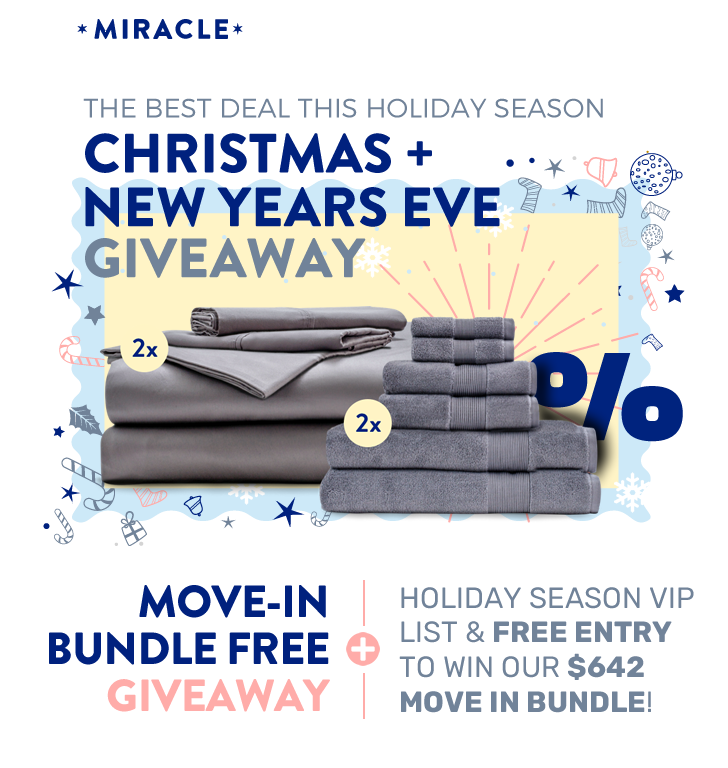 *MIRACLE*
THE BEST DEAL THIS HOLIDAY SEASON
CHRISTMAS +
NEW YEARS EVE
GIVEAWAY
2x
%
2x
MOVE-IN
BUNDLE FREE
GIVEAWAY
+
HOLIDAY SEASON VIP
LIST & FREE ENTRY
TO WIN OUR $642
MOVE IN BUNDLE!